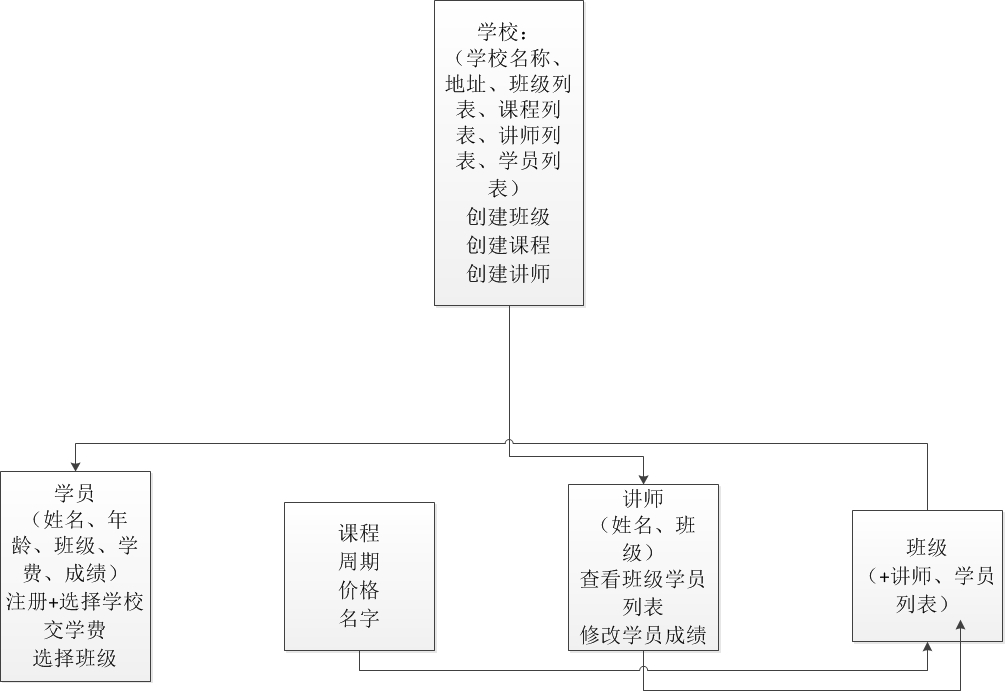 学校：
（学校名称、
地址、班级列
表、课程列
表、讲师列
表、学员列
表）
创建班级
创建课程
创建讲师
学员
（姓名、年
龄、班级、学
费、成绩）
注册+选择学校
交学费
选择班级
课程
周期
价格
名字
讲师
（姓名、班
级）
查看班级学员
列表
修改学员成绩
班级
（+讲师、学员
列表）